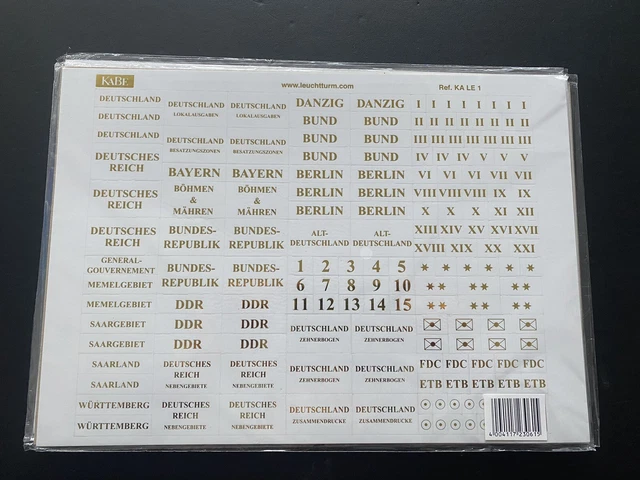 KABE
www.leuchtturm.com
Ref. KA LE 1
DEUTSCHLAND
DEUTSCHLAND
DEUTSCHLAND
DEUTSCHES
REICH
DEUTSCHES
REICH
DEUTSCHES
REICH
GENERAL-
GOUVERNEMENT
MEMELGEBIET
MEMELGEBIET
SAARGEBIET
SAARGEBIET
SAARLAND
SAARLAND
WÜRTTEMBERG
WÜRTTEMBERG
DEUTSCHLAND DEUTSCHLAND
LOKALAUSGABEN LOKALAUSGABEN
DEUTSCHLAND DEUTSCHLAND
BESATZUNGSZONEN BESATZUNGSZONEN
BAYERN BAYERN
BÖHMEN BÖHMEN
& &
MÄHREN MÄHREN
BUNDES- BUNDES-
REPUBLIK REPUBLIK
BUNDES- BUNDES-
REPUBLIK REPUBLIK
DDR DDR
DDR DDR
DDR DDR
DEUTSCHES DEUTSCHES
REICH REICH
NEBENGEBIETE NEBENGEBIETE
DEUTSCHES DEUTSCHES
REICH REICH
NEBENGEBIETE NEBENGEBIETE
DANZIG DANZIG
BUND BUND
BUND BUND
BUND BUND
BERLIN BERLIN
BERLIN BERLIN
BERLIN BERLIN
ALT- ALT-
DEUTSCHLAND DEUTSCHLAND
1 2 3 4 5
6 7 8 9 10
11 12 13 14 15
DEUTSCHLAND DEUTSCHLAND
ZEHNERBOGEN ZEHNERBOGEN
DEUTSCHLAND DEUTSCHLAND
ZEHNERBOGEN ZEHNERBOGEN
DEUTSCHLAND DEUTSCHLAND
ZUSAMMENDRUCKE ZUSAMMENDRUCKE
I I I I I I I I
II II II II II II II
III III III III III III III
IV IV IV V V V
VI VI VII VII VII
VIII VIII VIII IX IX
X X XI XI XII
XIII XIV XV XVI XVII
XVIII XIX XX XXI
* * * * *
** ** ** **
** ** ** **
FDC FDC FDC FDC FDC
ETB ETB ETB ETB ETB
4 004117 230615